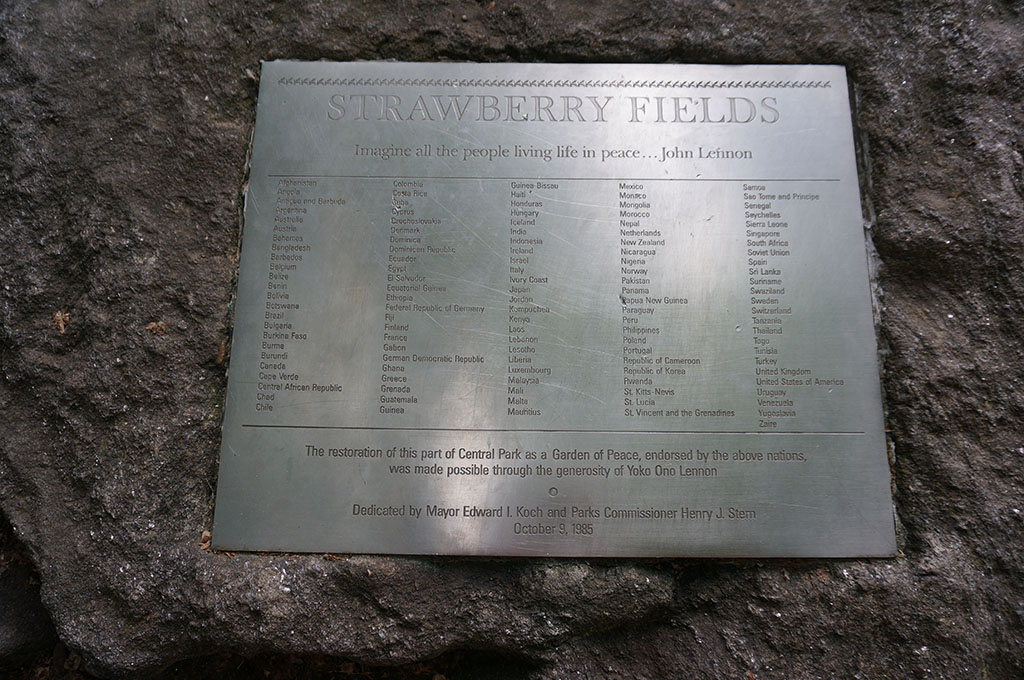 STRAWBERRY FIELDS
Imagine all the people living life in peace...John Lennon
Afghanistan
Angola
Antigua and Barbuda
Argentina
Australia
Austria
Bahamas
Bangladesh
Barbados
Belgium
Belize
Benin
Bolivia
Botswana
Brazil
Bulgaria
Burkina Faso
Burma
Burundi
Canada
Cape Verde
Central African Republic
Chad
Chile
Colombia
Costa Rica
Cuba
Cyprus
Czechoslovakia
Denmark
Dominica
Dominican Republic
Ecuador
Egypt
El Salvador
Equatorial Guinea
Ethiopia
Federal Republic of Germany
Fiji
Finland
France
Gabon
German Democratic Republic
Ghana
Greece
Grenada
Guatemala
Guinea
Guinea-Bissau
Haiti
Honduras
Hungary
Iceland
India
Indonesia
Ireland
Israel
Italy
Ivory Coast
Japan
Jordan
Kampuchea
Kenya
Laos
Lebanon
Lesotho
Liberia
Luxembourg
Malaysia
Mali
Malta
Mauritius
Mexico
Monaco
Mongolia
Morocco
Nepal
Netherlands
New Zealand
Nicaragua
Nigeria
Norway
Pakistan
Panama
Papua New Guinea
Paraguay
Peru
Philippines
Poland
Portugal
Republic of Cameroon
Republic of Korea
Rwanda
St. Kitts-Nevis
St. Lucia
St. Vincent and the Grenadines
Samoa
Sao Tome and Principe
Senegal
Seychelles
Sierra Leone
Singapore
South Africa
Soviet Union
Spain
Sri Lanka
Suriname
Swaziland
Sweden
Switzerland
Tanzania
Thailand
Togo
Tunisia
Turkey
United Kingdom
United States of America
Uruguay
Venezuela
Yugoslavia
Zaire
The restoration of this part of Central Park as a Garden of Peace, endorsed by the above nations,
was made possible through the generosity of Yoko Ono Lennon
Dedicated by Mayor Edward I. Koch and Parks Commissioner Henry J. Stern
October 9, 1985